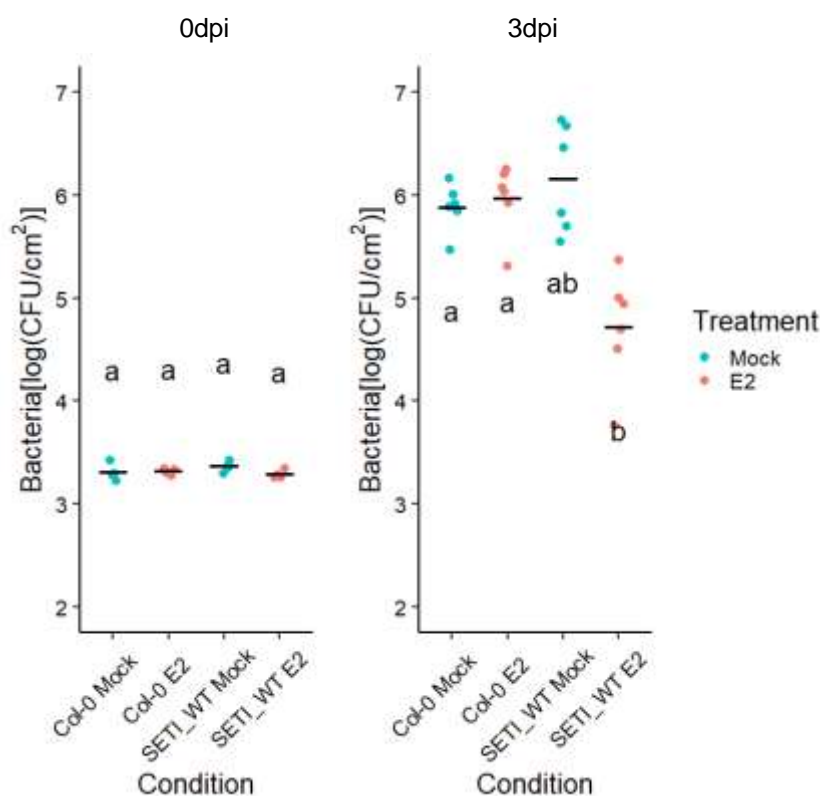 0dpi
Bacteria[log(CFU/cm²)]
7
6
5
4
3
2
a a a a
Col-0 Mock
Col-0 E2
SETI_WT Mock
SETI_WT E2
Condition
3dpi
Bacteria[log(CFU/cm²)]
7
6
5
4
3
2
a a ab
b
Col-0 Mock
Col-0 E2
SETI_WT Mock
SETI_WT E2
Condition
Treatment
Mock
E2